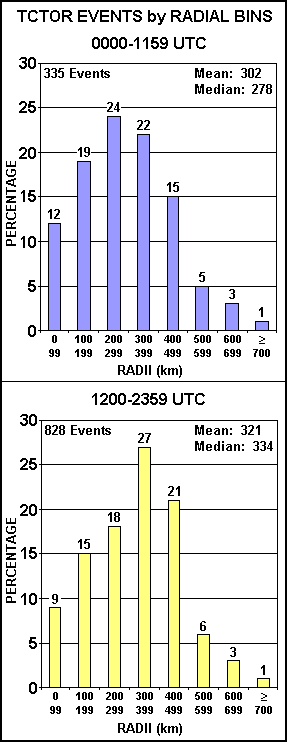 TCTOR EVENTS by RADIAL BINS
0000-1159 UTC
335 Events
Mean: 302
Median: 278
PERCENTAGE
30
25
20
15
10
5
0
12
19
24
22
15
5
3
1
0 100 200 300 400 500 600 ≥
99 199 299 399 499 599 699 700
RADII (km)
1200-2359 UTC
828 Events
Mean: 321
Median: 334
PERCENTAGE
30
25
20
15
10
5
0
9
15
18
27
21
6
3
1
0 100 200 300 400 500 600 ≥
99 199 299 399 499 599 699 700
RADII (km)